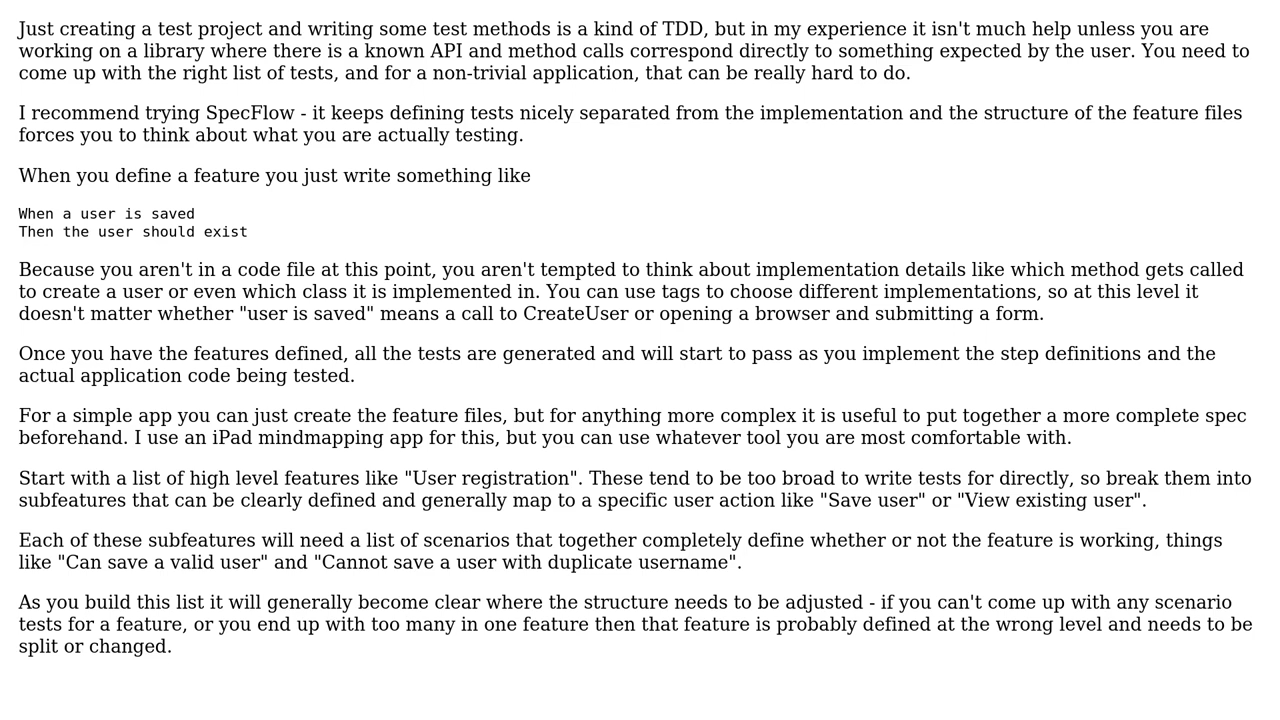 Just creating a test project and writing some test methods is a kind of TDD, but in my experience it isn't much help unless you are
working on a library where there is a known API and method calls correspond directly to something expected by the user. You need to
come up with the right list of tests, and for a non-trivial application, that can be really hard to do.
I recommend trying SpecFlow - it keeps defining tests nicely separated from the implementation and the structure of the feature files
forces you to think about what you are actually testing.
When you define a feature you just write something like
When a user is saved
Then the user should exist
Because you aren't in a code file at this point, you aren't tempted to think about implementation details like which method gets called
to create a user or even which class it is implemented in. You can use tags to choose different implementations, so at this level it
doesn't matter whether "user is saved" means a call to CreateUser or opening a browser and submitting a form.
Once you have the features defined, all the tests are generated and will start to pass as you implement the step definitions and the
actual application code being tested.
For a simple app you can just create the feature files, but for anything more complex it is useful to put together a more complete spec
beforehand. I use an iPad mindmapping app for this, but you can use whatever tool you are most comfortable with.
Start with a list of high level features like "User registration". These tend to be too broad to write tests for directly, so break them into
subfeatures that can be clearly defined and generally map to a specific user action like "Save user" or "View existing user".
Each of these subfeatures will need a list of scenarios that together completely define whether or not the feature is working, things
like "Can save a valid user" and "Cannot save a user with duplicate username".
As you build this list it will generally become clear where the structure needs to be adjusted - if you can't come up with any scenario
tests for a feature, or you end up with too many in one feature then that feature is probably defined at the wrong level and needs to be
split or changed.